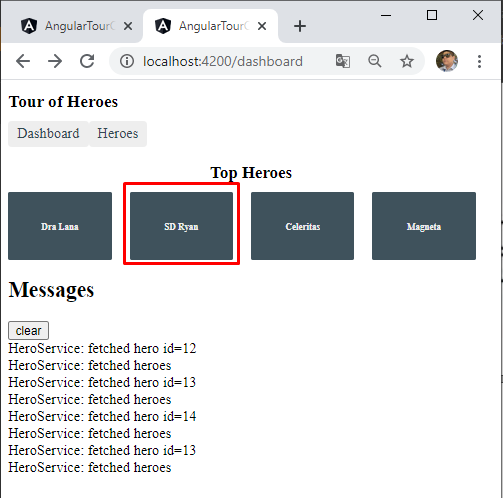 AngularTourO
AngularTourO
localhost:4200/dashboard
Tour of Heroes
Dashboard Heroes
Top Heroes
Dra Lana SD Ryan Celeritas Magneta
Messages
clear
HeroService: fetched hero id=12
HeroService: fetched heroes
HeroService: fetched hero id=13
HeroService: fetched heroes
HeroService: fetched hero id=14
HeroService: fetched heroes
HeroService: fetched hero id=13
HeroService: fetched heroes